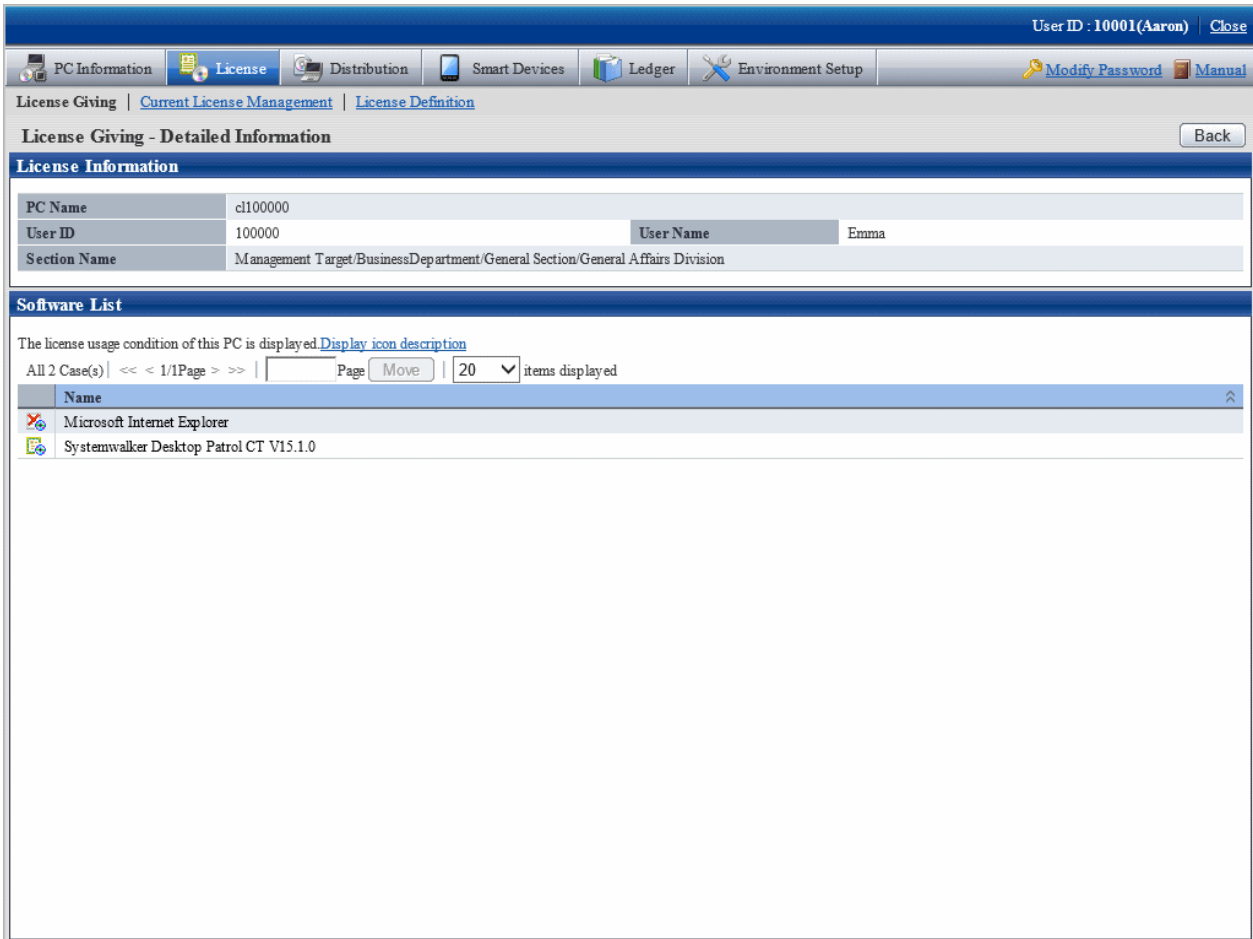 User ID : 10001(Aaron) Close
PC Information License Distribution Smart Devices Ledger Environment Setup Modify Password Manual
License Giving | Current License Management | License Definition
License Giving - Detailed Information Back
License Information
PC Name cl100000
User ID 100000 User Name Emma
Section Name Management Target/BusinessDepartment/General Section/General Affairs Division
Software List
The license usage condition of this PC is displayed.Display icon description
All 2 Case(s) | << < 1/1Page > >> | Page Move | 20 items displayed
Name
Microsoft Internet Explorer
Systemwalker Desktop Patrol CT V15.1.0